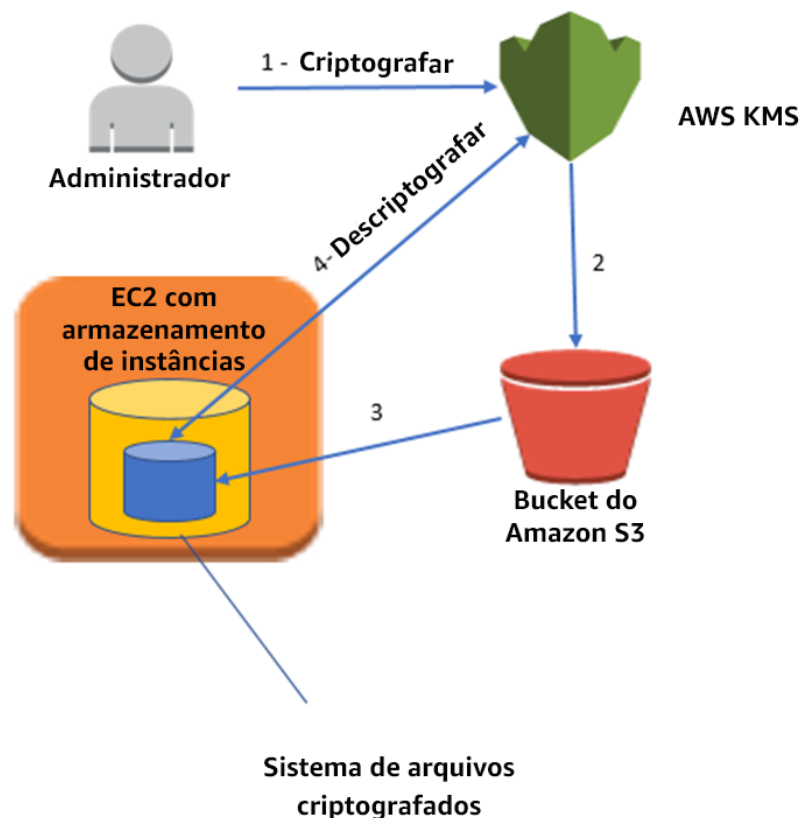 1 - Criptografar
AWS KMS
Administrador
4- Descriptografar
2
EC2 com
armazenamento
de instâncias
3
Bucket do
Amazon S3
Sistema de arquivos
criptografados